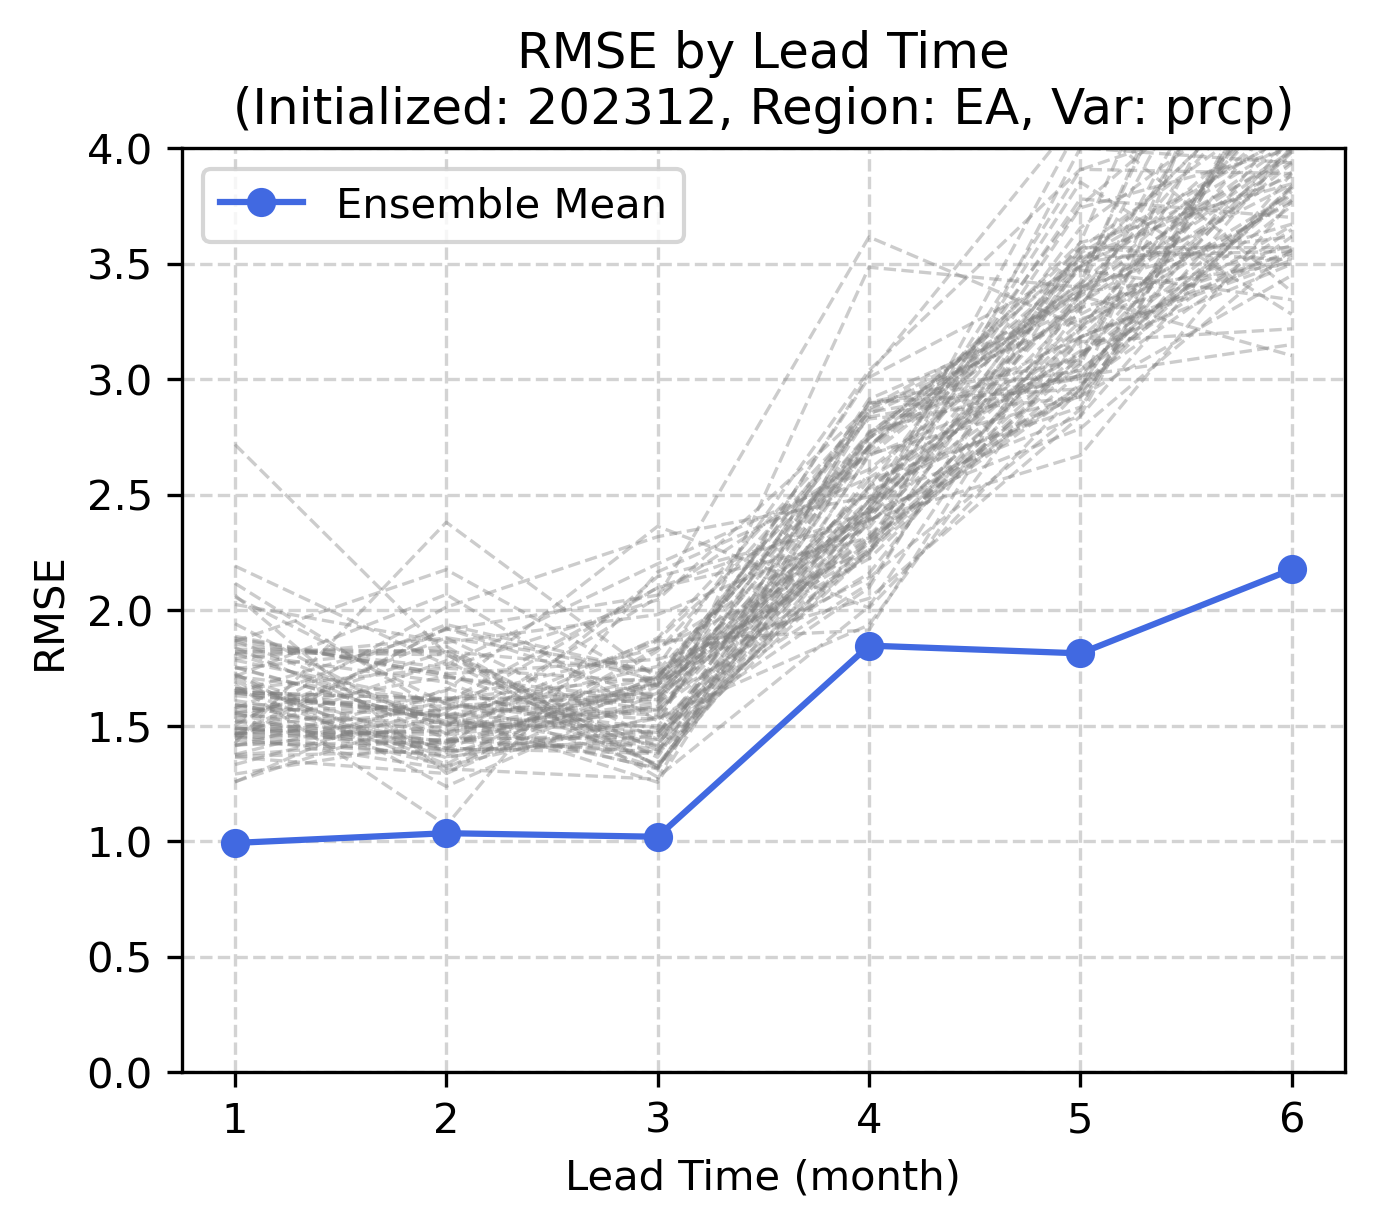 RMSE by Lead Time
(Initialized: 202312, Region: EA, Var: prcp)
Ensemble Mean
4.0
3.5
3.0
2.5
2.0
1.5
1.0
0.5
0.0
RMSE
1 2 3 4 5 6
Lead Time (month)